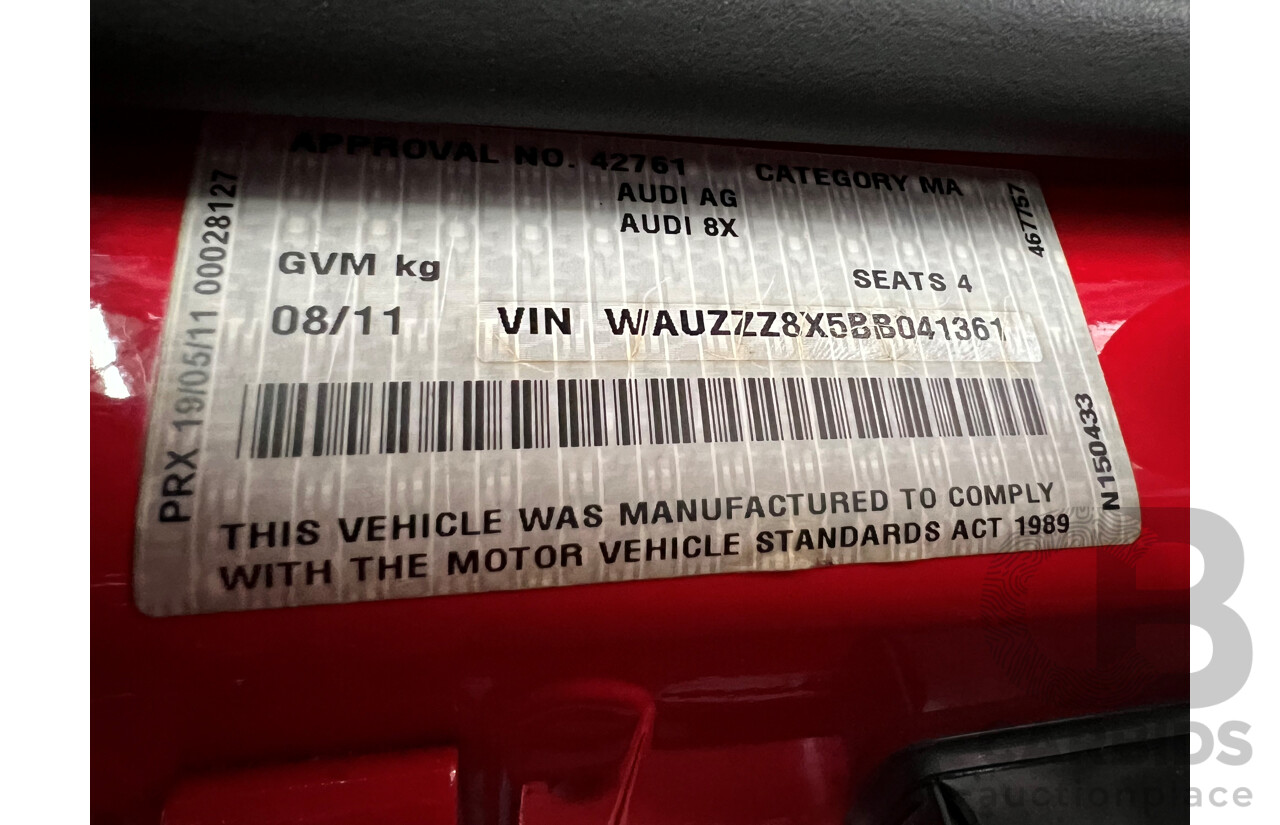 APPROVAL NO. 42761 CATEGORY MA
AUDI AG
AUDI 8X
GVM kg SEATS 4
08/11 VIN WAUZZZ8X5BB041361
THIS VEHICLE WAS MANUFACTURED TO COMPLY
WITH THE MOTOR VEHICLE STANDARDS ACT 1989
PRX 19/05/11 00028127
467757
N150433
auctionplace